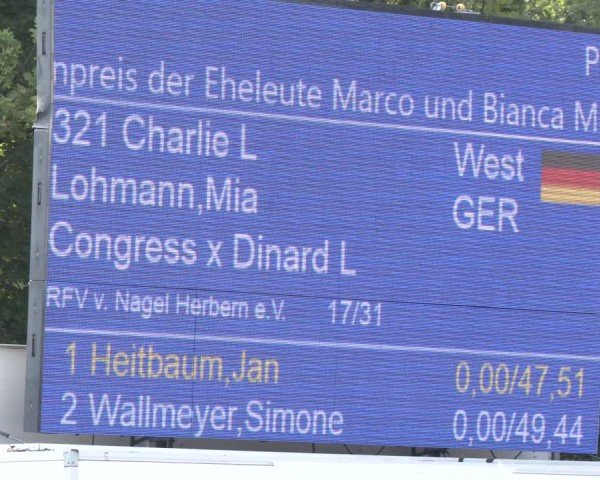 P
npreis der Eheleute Marco und Bianca M
321 Charlie L West
Lohmann,Mia GER
Congress x Dinard L
RFV v. Nagel Herbern e.V. 17/31
1 Heitbaum,Jan 0,00/47,51
2 Wallmeyer,Simone 0,00/49,44